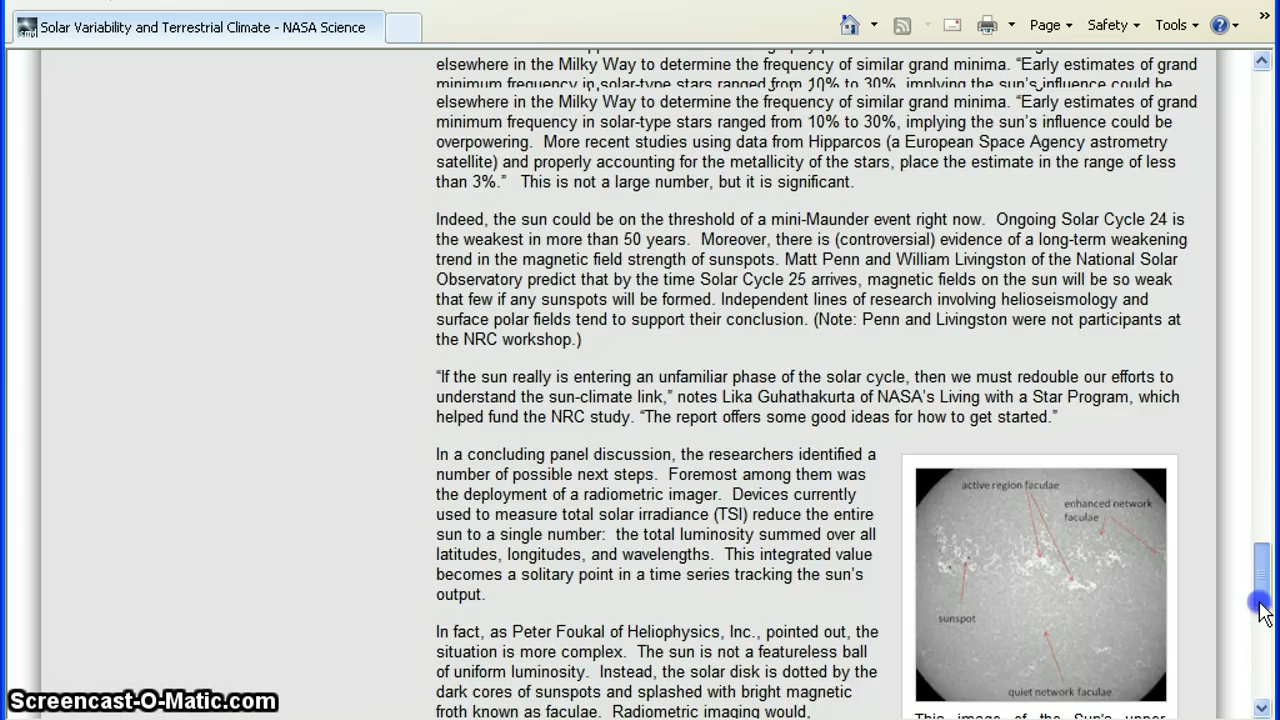 Solar Variability and Terrestrial Climate - NASA Science
Page
Safety
Tools
elsewhere in the Milky Way to determine the frequency of similar grand minima. “Early estimates of grand
minimum frequency in solar-type stars ranged from 10% to 30%, implying the sun’s influence could be
elsewhere in the Milky Way to determine the frequency of similar grand minima. “Early estimates of grand
minimum frequency in solar-type stars ranged from 10% to 30%, implying the sun’s influence could be
overpowering.  More recent studies using data from Hipparcos (a European Space Agency astrometry
satellite) and properly accounting for the metallicity of the stars, place the estimate in the range of less
than 3%.”   This is not a large number, but it is significant.
Indeed, the sun could be on the threshold of a mini-Maunder event right now.  Ongoing Solar Cycle 24 is
the weakest in more than 50 years.  Moreover, there is (controversial) evidence of a long-term weakening
trend in the magnetic field strength of sunspots. Matt Penn and William Livingston of the National Solar
Observatory predict that by the time Solar Cycle 25 arrives, magnetic fields on the sun will be so weak
that few if any sunspots will be formed. Independent lines of research involving helioseismology and
surface polar fields tend to support their conclusion. (Note: Penn and Livingston were not participants at
the NRC workshop.)
“If the sun really is entering an unfamiliar phase of the solar cycle, then we must redouble our efforts to
understand the sun-climate link,” notes Lika Guhathakurta of NASA’s Living with a Star Program, which
helped fund the NRC study. “The report offers some good ideas for how to get started.”
In a concluding panel discussion, the researchers identified a
number of possible next steps.  Foremost among them was
the deployment of a radiometric imager.  Devices currently
used to measure total solar irradiance (TSI) reduce the entire
sun to a single number:  the total luminosity summed over all
latitudes, longitudes, and wavelengths.  This integrated value
becomes a solitary point in a time series tracking the sun’s
output.
In fact, as Peter Foukal of Heliophysics, Inc., pointed out, the
situation is more complex.  The sun is not a featureless ball
of uniform luminosity.  Instead, the solar disk is dotted by the
dark cores of sunspots and splashed with bright magnetic
froth known as faculae.  Radiometric imaging would,
active region faculae
enhanced network
faculae
sunspot
quiet network faculae
This image of the Sun's upper
Screencast-O-Matic.com